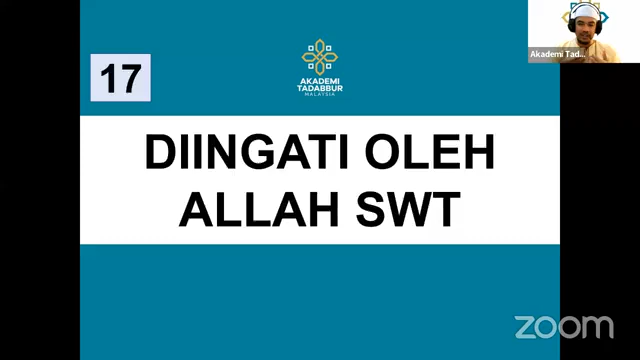 17
AKADEMI
TADABBUR
MALAYSIA
Akademi Tad...
DIINGATI OLEH
ALLAH SWT
zoom